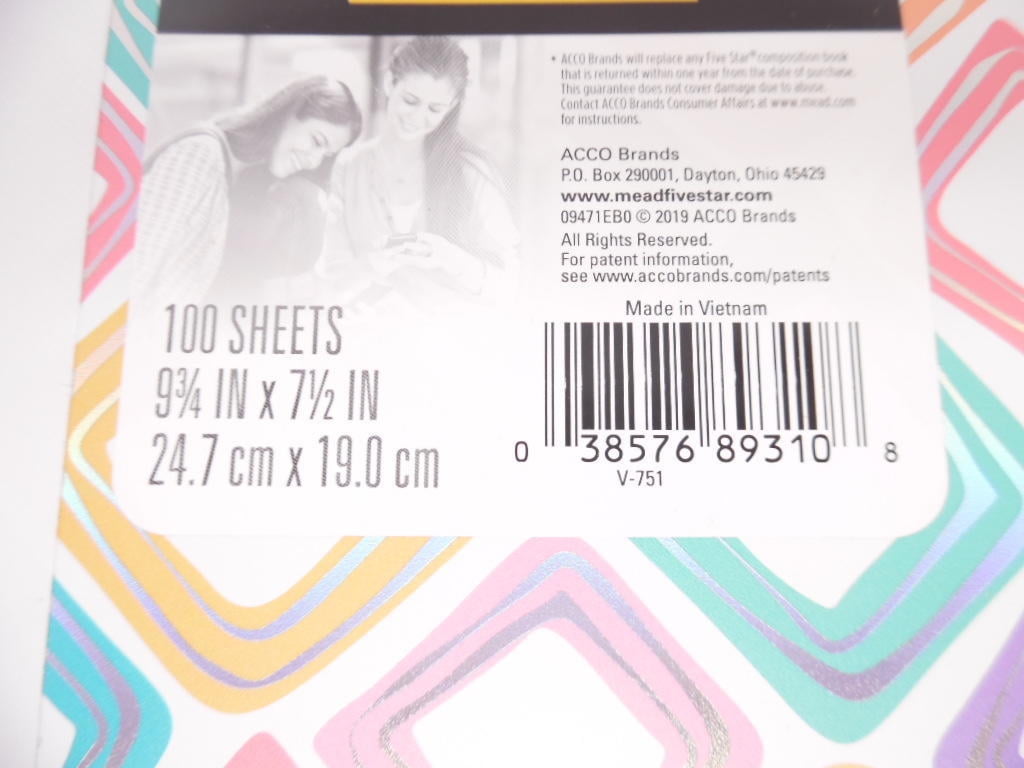 • ACCO Brands will replace any Five Star® composition book
that is returned within one year from the date of purchase.
This guarantee does not cover damage due to abuse.
Contact ACCO Brands Consumer Affairs at www.mead.com
for instructions.
ACCO Brands
P.O. Box 290001, Dayton, Ohio 45429
www.meadfivestar.com
09471EB0 © 2019 ACCO Brands
All Rights Reserved.
For patent information,
see www.accobrands.com/patents
Made in Vietnam
100 SHEETS
9¾ IN x 7½ IN
24.7 cm x 19.0 cm
0 38576 89310 8
V-751